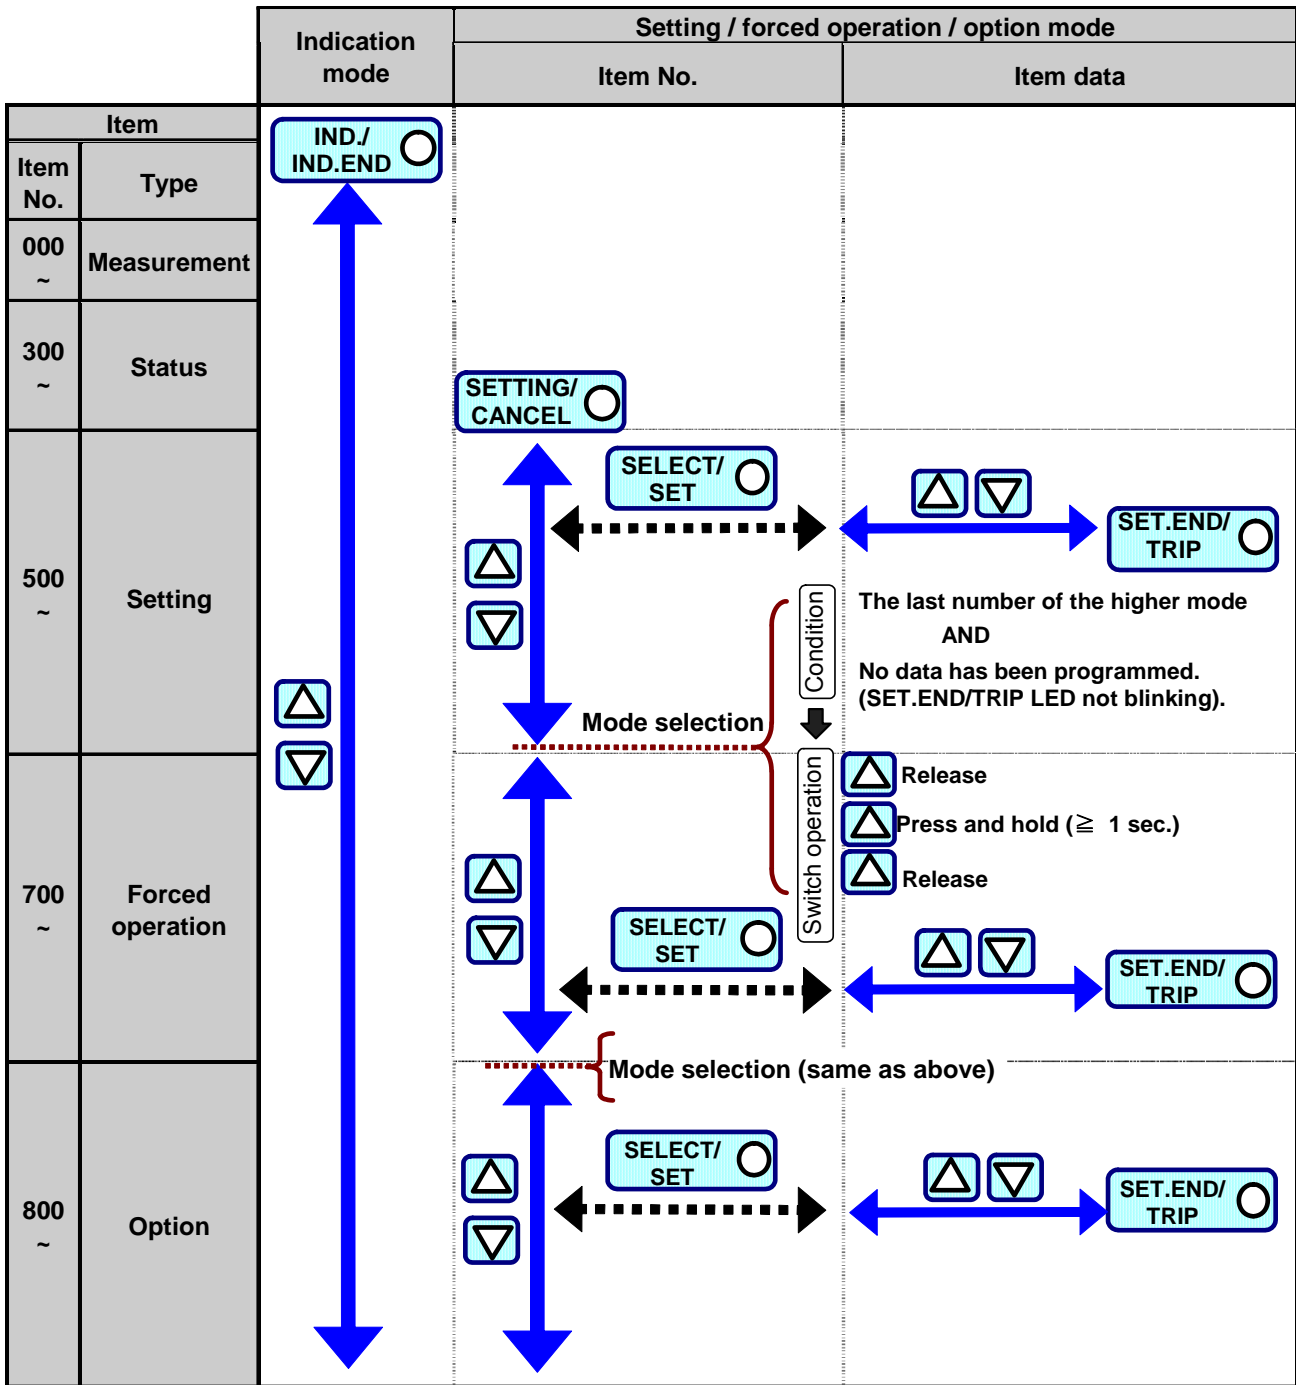 Indication
mode
Setting / forced operation / option mode
Item No.
Item data
Item
Item
No.
Type
IND./
IND.END
000
~
Measurement
300
~
Status
SETTING/
CANCEL
500
~
Setting
SELECT/
SET
SET.END/
TRIP
Condition
The last number of the higher mode
AND
No data has been programmed.
(SET.END/TRIP LED not blinking).
Mode selection
Switch operation
Release
Press and hold (≧ 1 sec.)
Release
700
~
Forced
operation
SELECT/
SET
SET.END/
TRIP
Mode selection (same as above)
800
~
Option
SELECT/
SET
SET.END/
TRIP